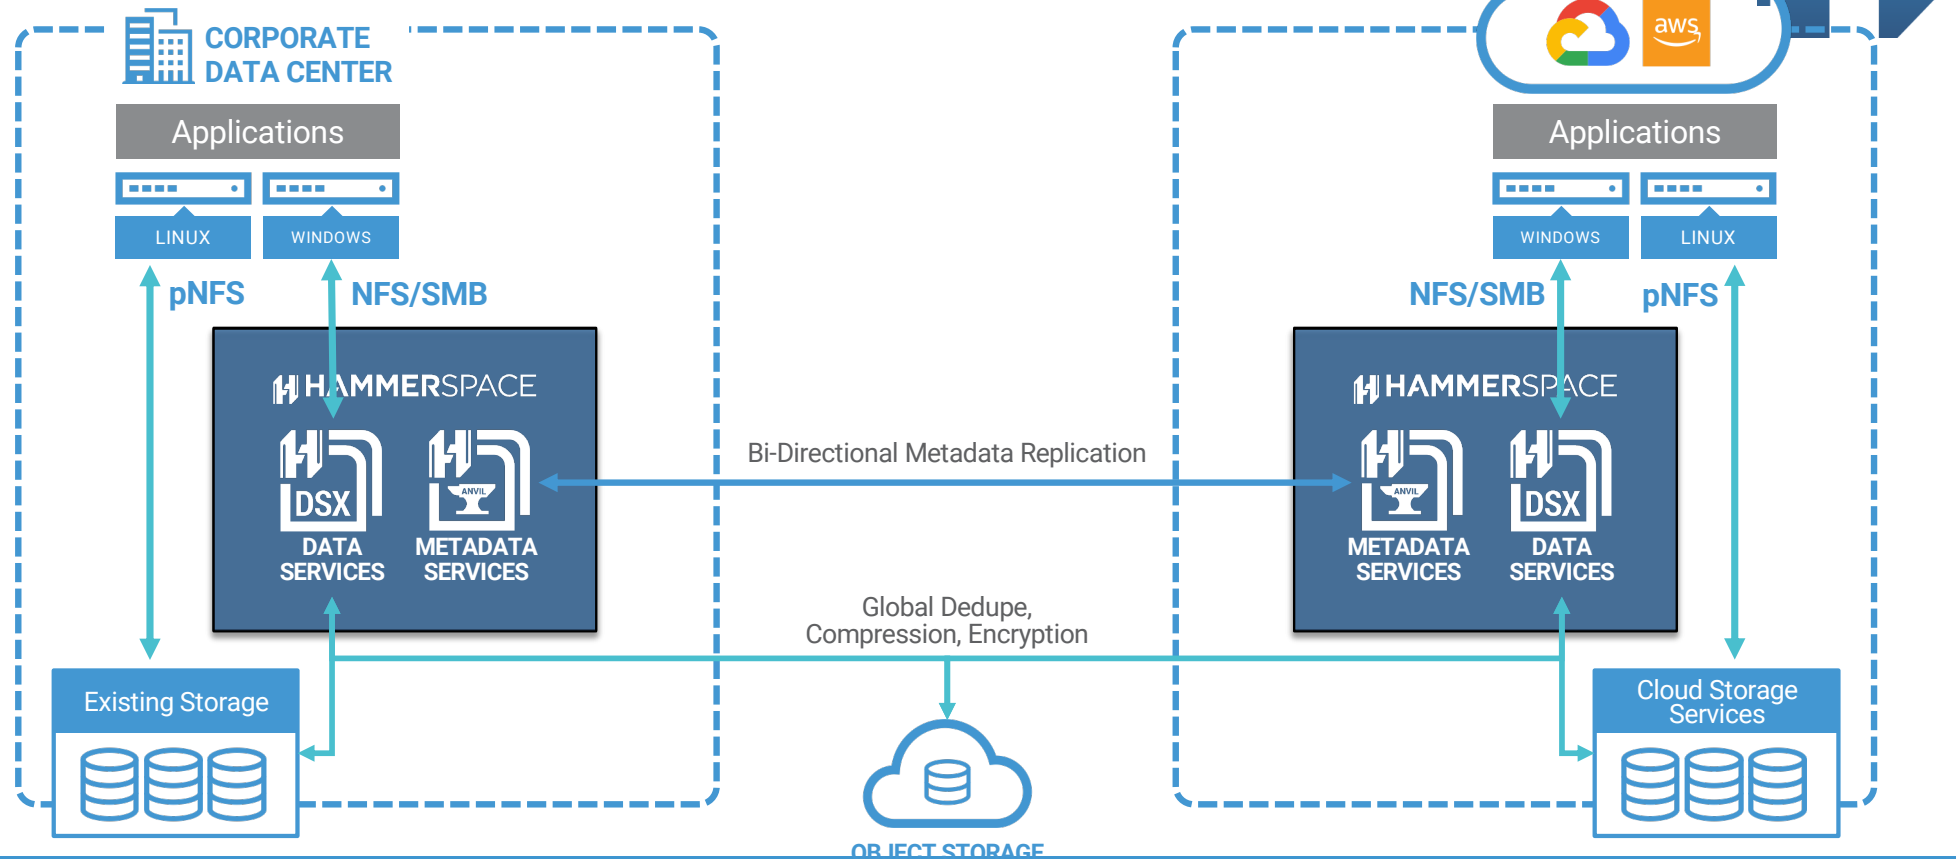 CORPORATE
DATA CENTER
aws
Applications
Applications
LINUX
WINDOWS
WINDOWS
LINUX
pNFS
NFS/SMB
NFS/SMB
pNFS
HAMMERSPACE
HAMMERSPACE
Bi-Directional Metadata Replication
DSX
ANVIL
ANVIL
DSX
DATA
SERVICES
METADATA
SERVICES
METADATA
SERVICES
DATA
SERVICES
Global Dedupe,
Compression, Encryption
Existing Storage
Cloud Storage
Services
OBJECT STORAGE